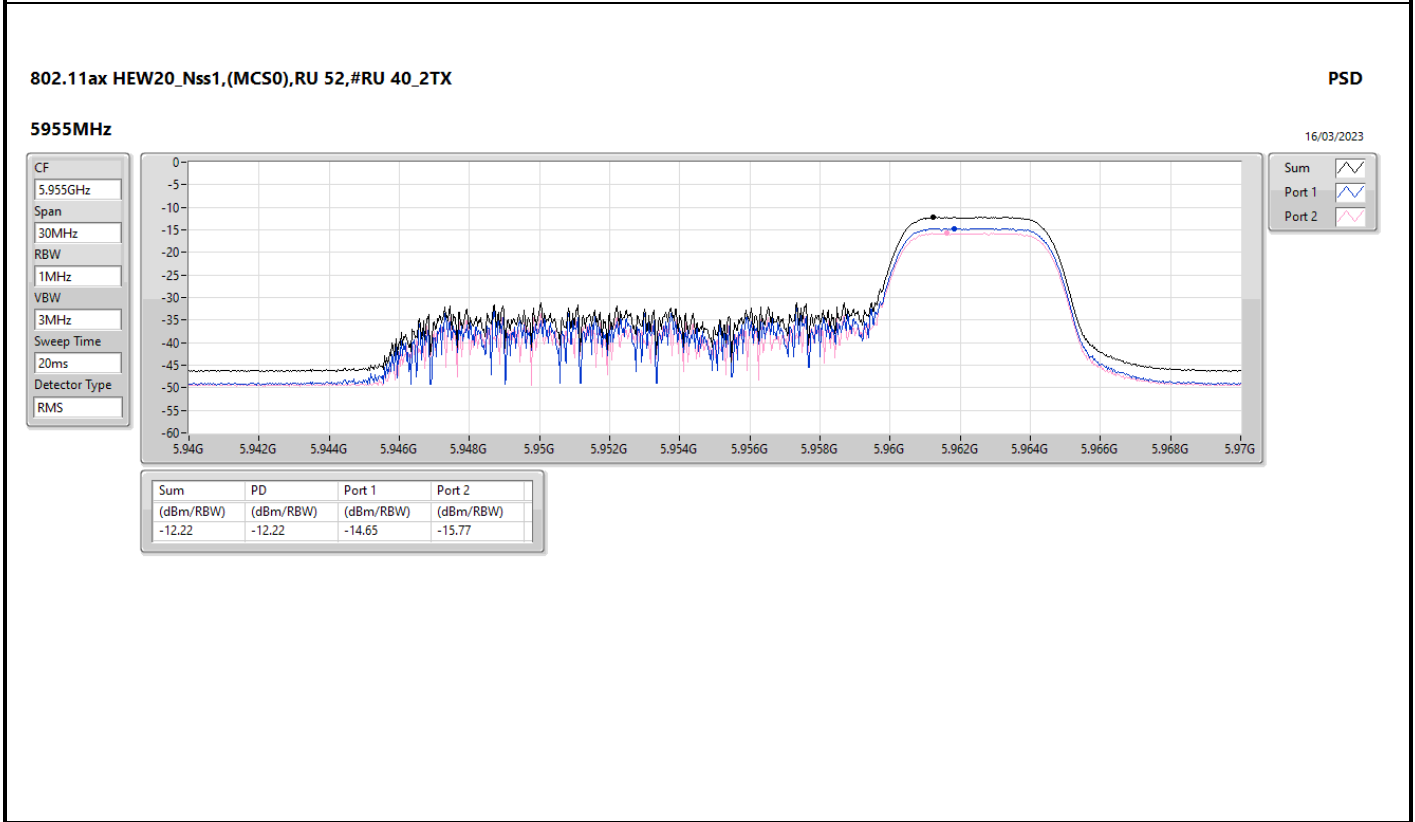 802.11ax HEW20_Nss1,(MCS0),RU 52,#RU 40_2TX
PSD
5955MHz
16/03/2023
CF
5.955GHz
Span
30MHz
RBW
1MHz
VBW
3MHz
Sweep Time
20ms
Detector Type
RMS
0
-5
-10
-15
-20
-25
-30
-35
-40
-45
-50
-55
-60
5.94G 5.942G 5.944G 5.946G 5.948G 5.95G 5.952G 5.954G 5.956G 5.958G 5.96G 5.962G 5.964G 5.966G 5.968G 5.97G
Sum
Port 1
Port 2
Sum PD Port 1 Port 2
(dBm/RBW) (dBm/RBW) (dBm/RBW) (dBm/RBW)
-12.22 -12.22 -14.65 -15.77